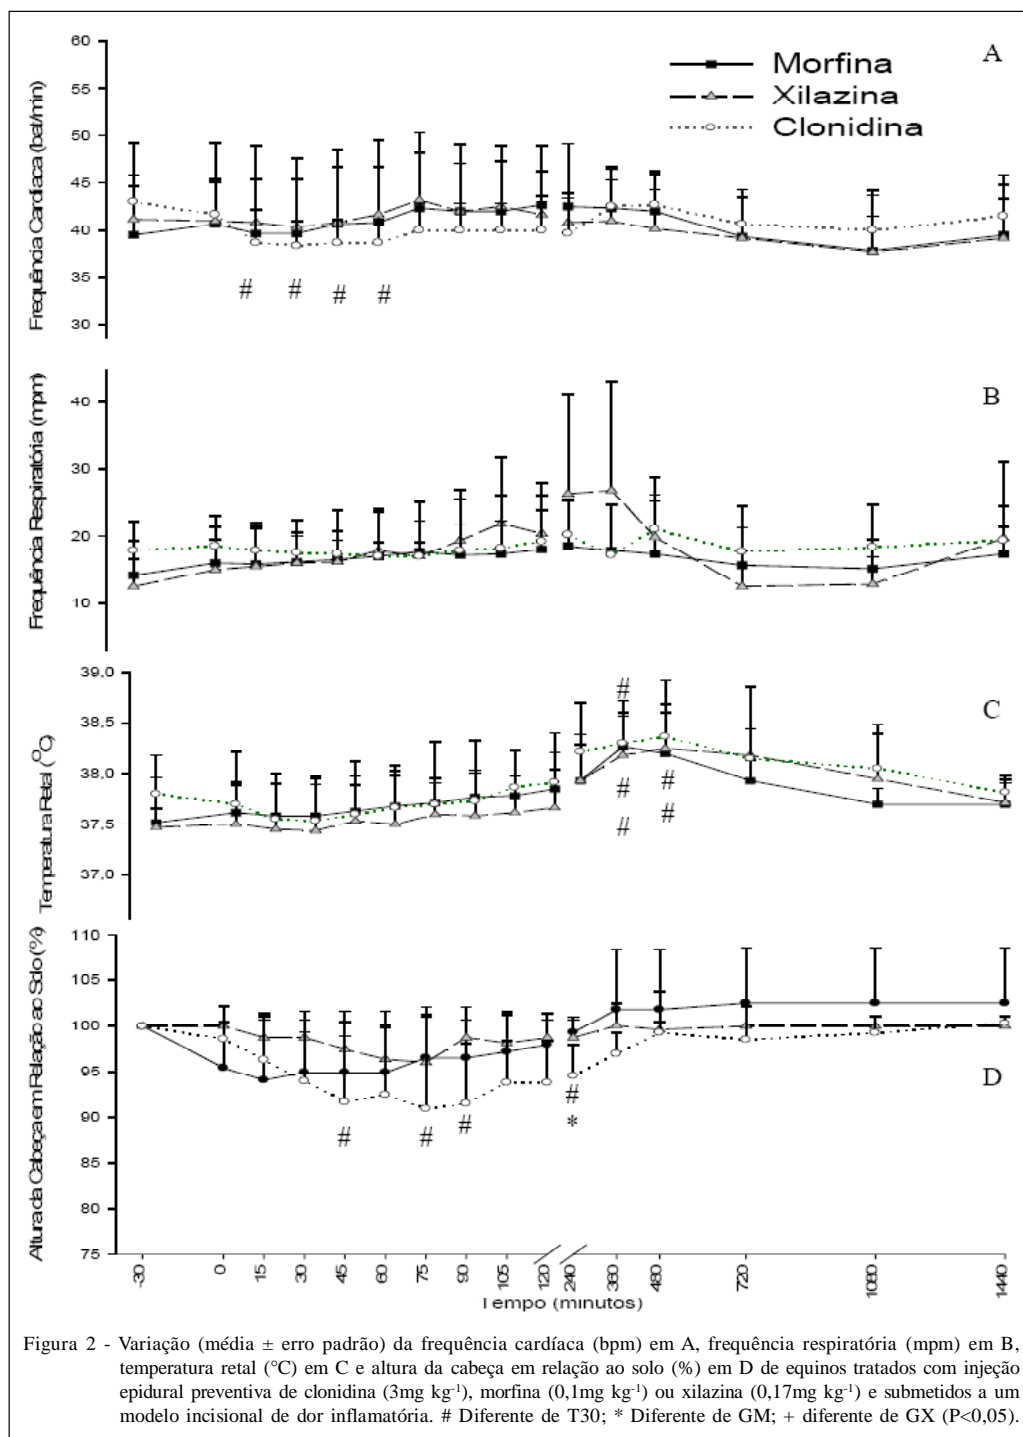 60
55
50
45
40
35
30
Frequência Cardíaca (bat/min)
A
Morfina
Xilazina
Clonidina
# # # #
40
30
20
10
Frequência Respiratória (mpm)
B
39,0
38,5
38,0
37,5
37,0
Temperatura Retal (°C)
C
#
# #
# #
110
105
100
95
90
85
80
75
Altura da Cabeça em Relação ao Solo (%)
D
# # # #
*
-30 0 15 30 45 60 75 90 105 120 240 360 480 720 1080 1440
Tempo (minutos)
Figura 2 - Variação (média ± erro padrão) da frequência cardíaca (bpm) em A, frequência respiratória (mpm) em B,
temperatura retal (°C) em C e altura da cabeça em relação ao solo (%) em D de equinos tratados com injeção
epidural preventiva de clonidina (3mg kg⁻¹), morfina (0,1mg kg⁻¹) ou xilazina (0,17mg kg⁻¹) e submetidos a um
modelo incisional de dor inflamatória. # Diferente de T30; * Diferente de GM; + diferente de GX (P<0,05).